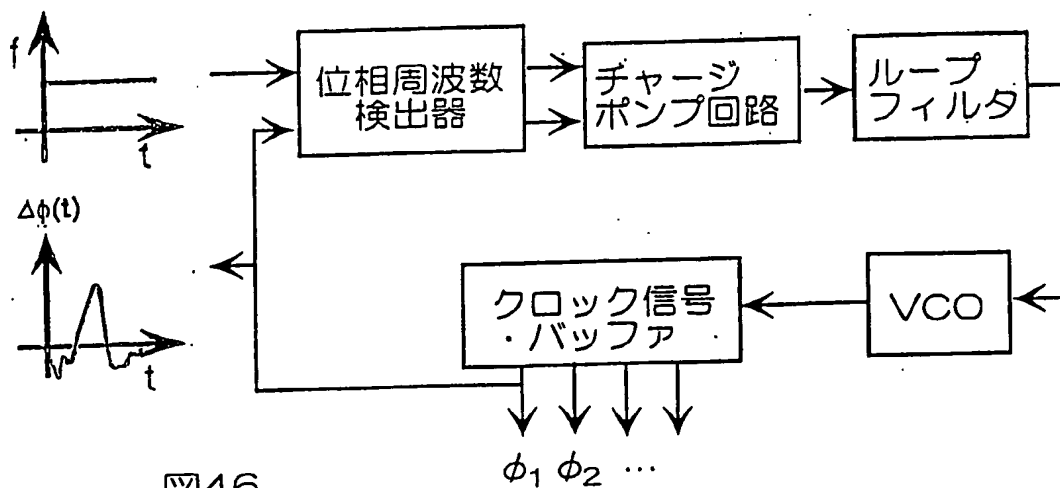 f
t
位相周波数
検出器
チャージ
ポンプ回路
ループ
フィルタ
Δϕ(t)
t
クロック信号
・バッファ
VCO
ϕ1 ϕ2 …
図46